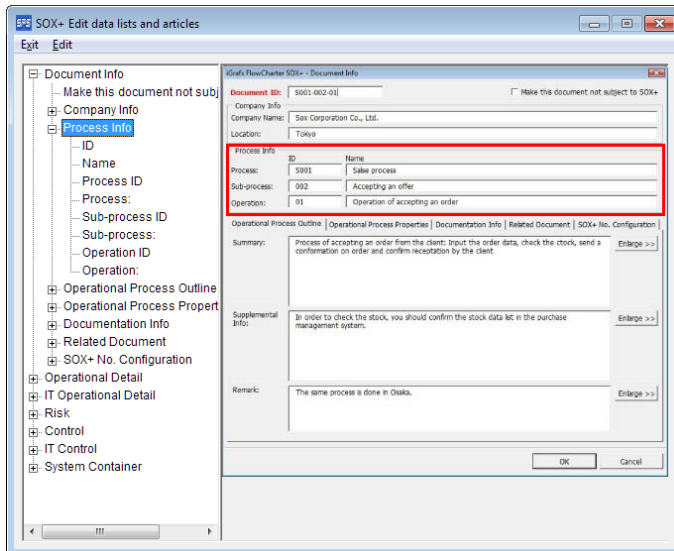 SOX+ Edit data lists and articles
Exit Edit
Document Info
Make this document not subj
Company Info
Process Info
ID
Name
Process ID
Process:
Sub-process ID
Sub-process:
Operation ID
Operation:
Operational Process Outline
Operational Process Propert
Documentation Info
Related Document
SOX+ No. Configuration
Operational Detail
IT Operational Detail
Risk
Control
IT Control
System Container
iGrafx FlowCharter SOX+ - Document Info
Document ID: S001-002-01 Make this document not subject to SOX+
Company Info
Company Name: Sox Corporation Co., Ltd.
Location: Tokyo
Process Info
ID Name
Process: S001 Salse process
Sub-process: 002 Accepting an offer
Operation: 01 Operation of accepting an order
Operational Process Outline Operational Process Properties Documentation Info Related Document SOX+ No. Configuration
Summary: Process of accepting an order from the client: Input the order data, check the ctock, send a Enlarge >>
conformation on order and confirm receptation by the client
Supplemental Info: In order to check the stock, you should confirm the stock data list in the purchase Enlarge >>
management system.
Remark: The same process is done in Osaka. Enlarge >>
OK Cancel